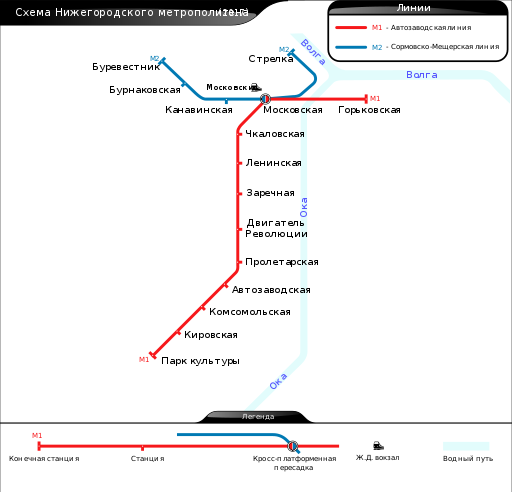 Схема Нижегородского метрополитена
Линии
M1 - Автозаводская линия
M2 - Сормовско-Мещерская линия
M2
Буревестник
Бурнаковская
Канавинская
Московский
M2
Стрелка
Волга
Волга
Московская
M1
Горьковская
Чкаловская
Ленинская
Заречная
Ока
Двигатель
Революции
Пролетарская
Автозаводская
Комсомольская
Кировская
M1
Парк культуры
Ока
Легенда
M1
Конечная станция
Станция
Кросс-платформенная
пересадка
Ж.Д. вокзал
Водный путь